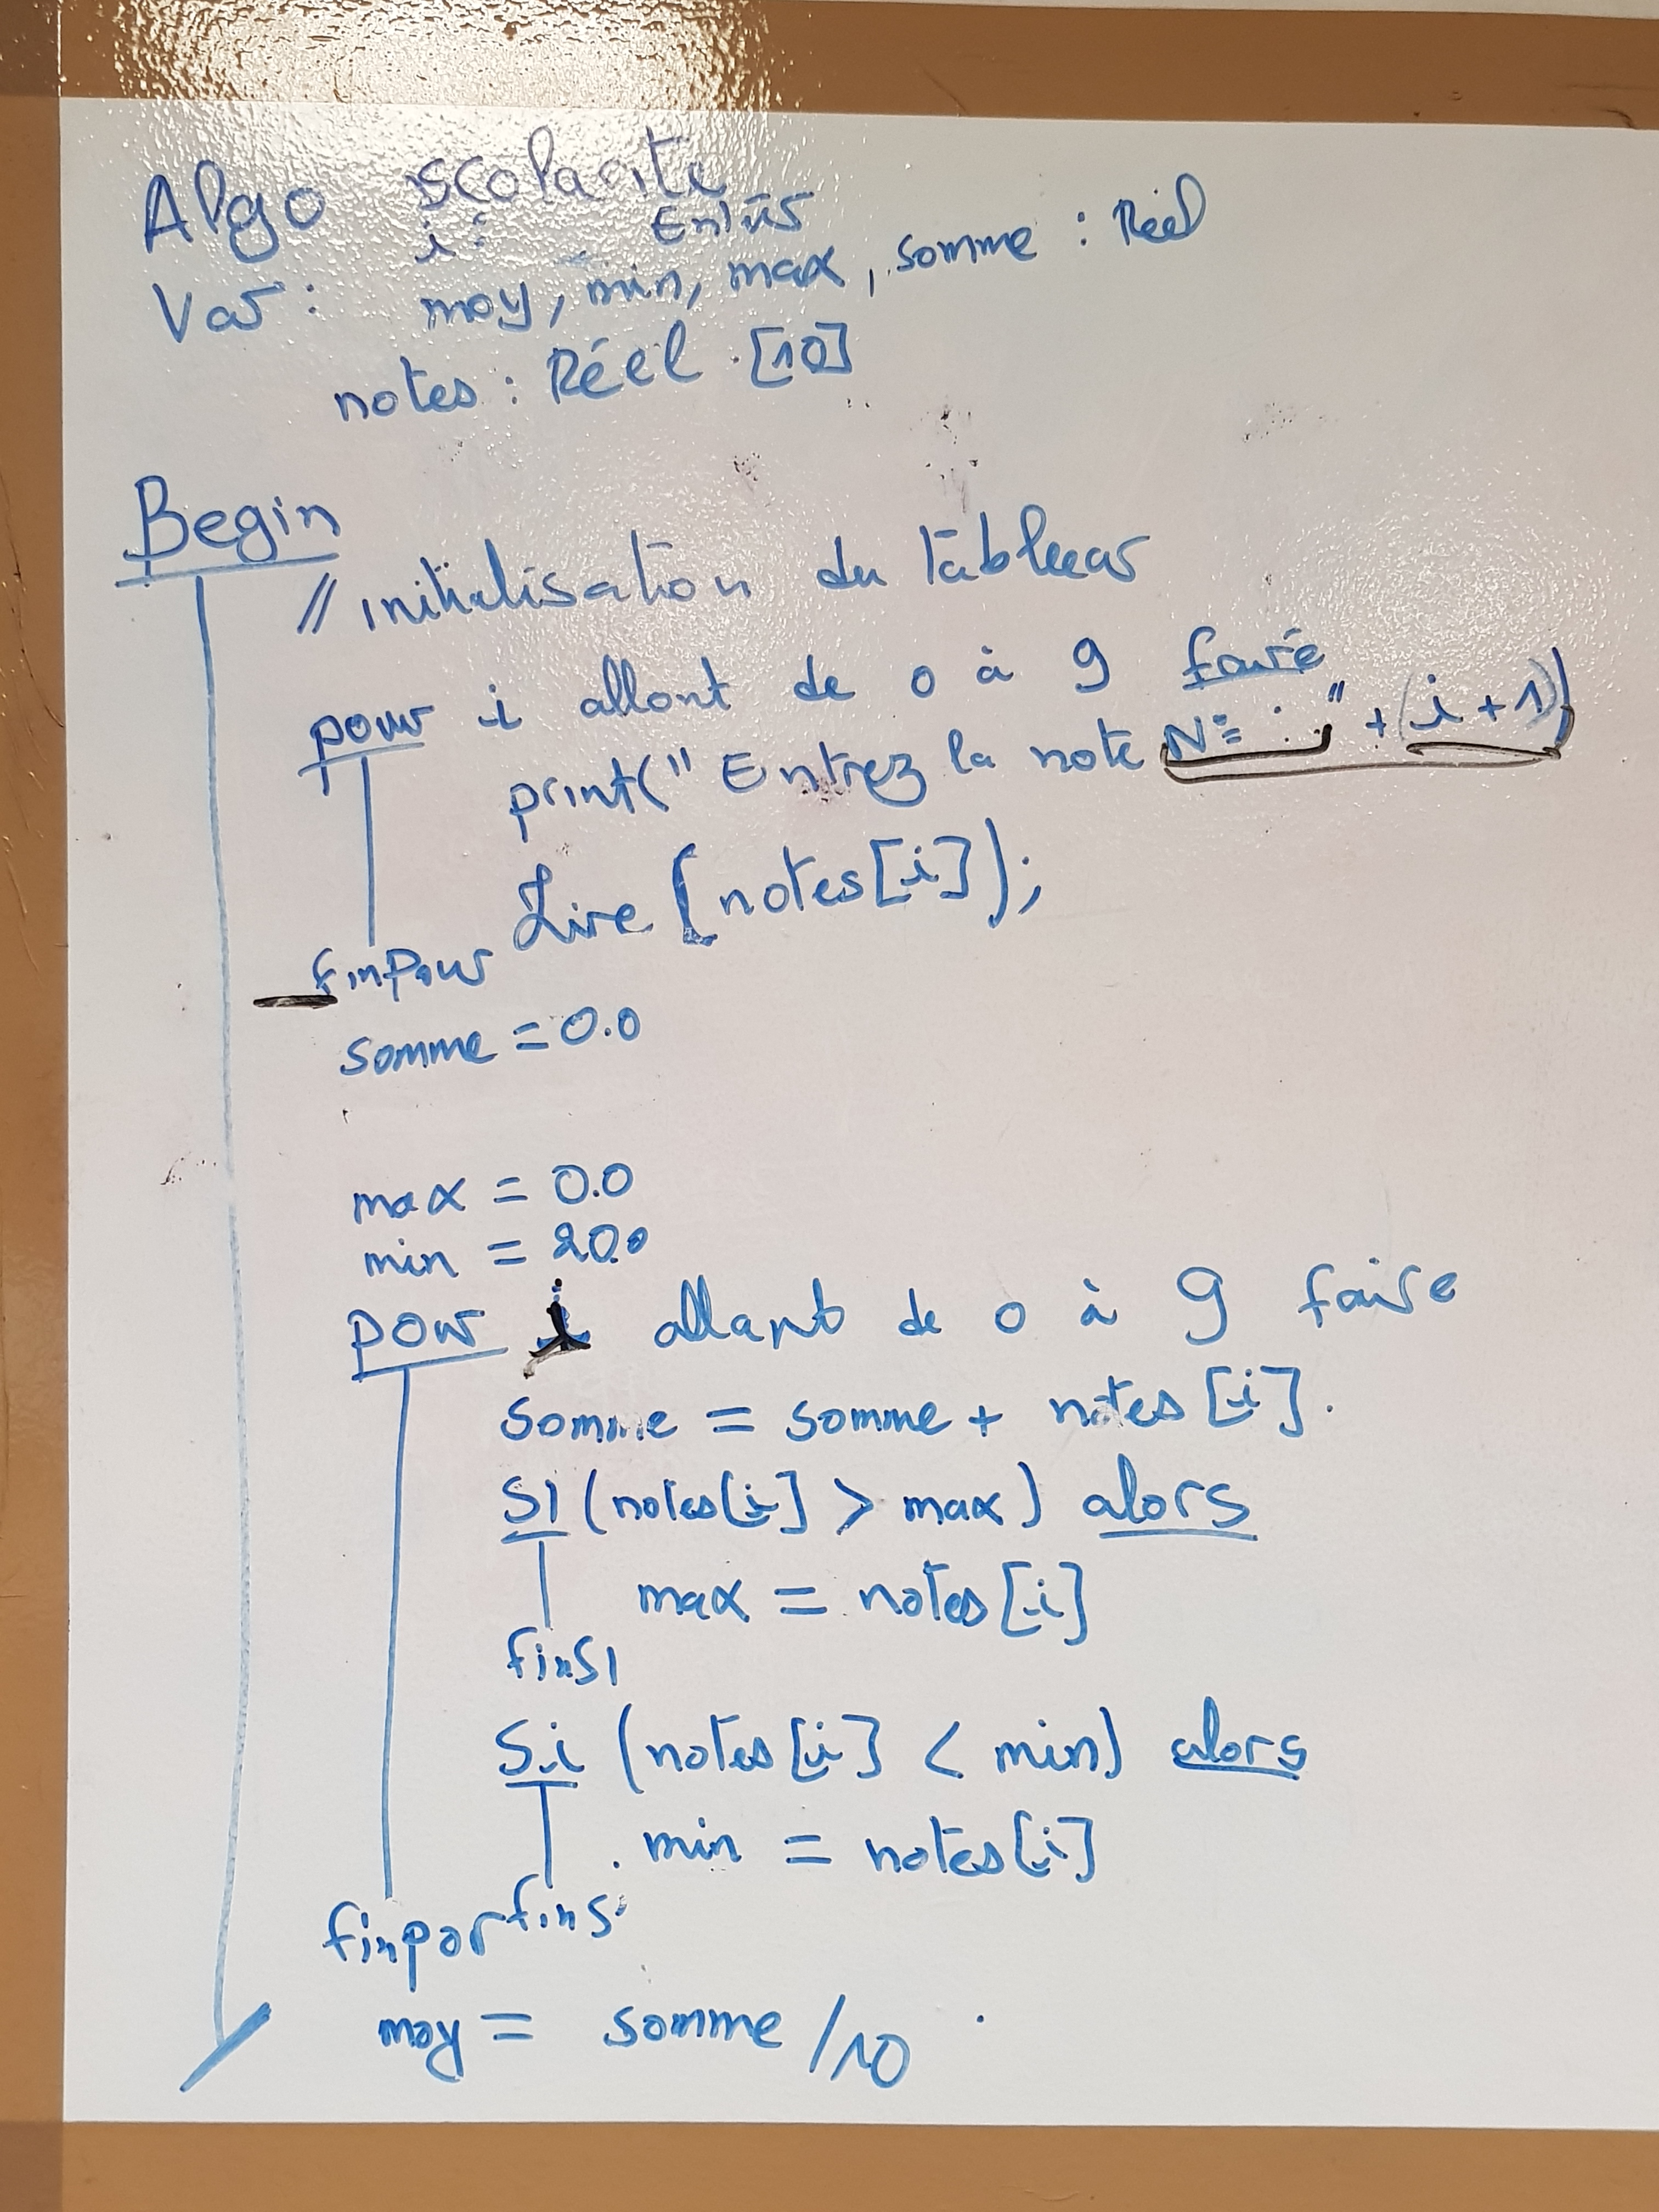 Algo scolarite
i : Entier
Var : moy, min, max, somme : Réel
notes : Réel [10]
Begin
// initialisation du tableau
pour i allant de 0 à 9 faire
print(" Entrez la note N° : " + (i + 1))
Lire (notes[i]);
finPour
somme = 0.0
max = 0.0
min = 20.0
pour i allant de 0 à 9 faire
somme = somme + notes [i].
SI (notes[i] > max) alors
max = notes [i]
finSI
Si (notes [i] < min) alors
min = notes[i]
finsi
finpour
moy = somme /10